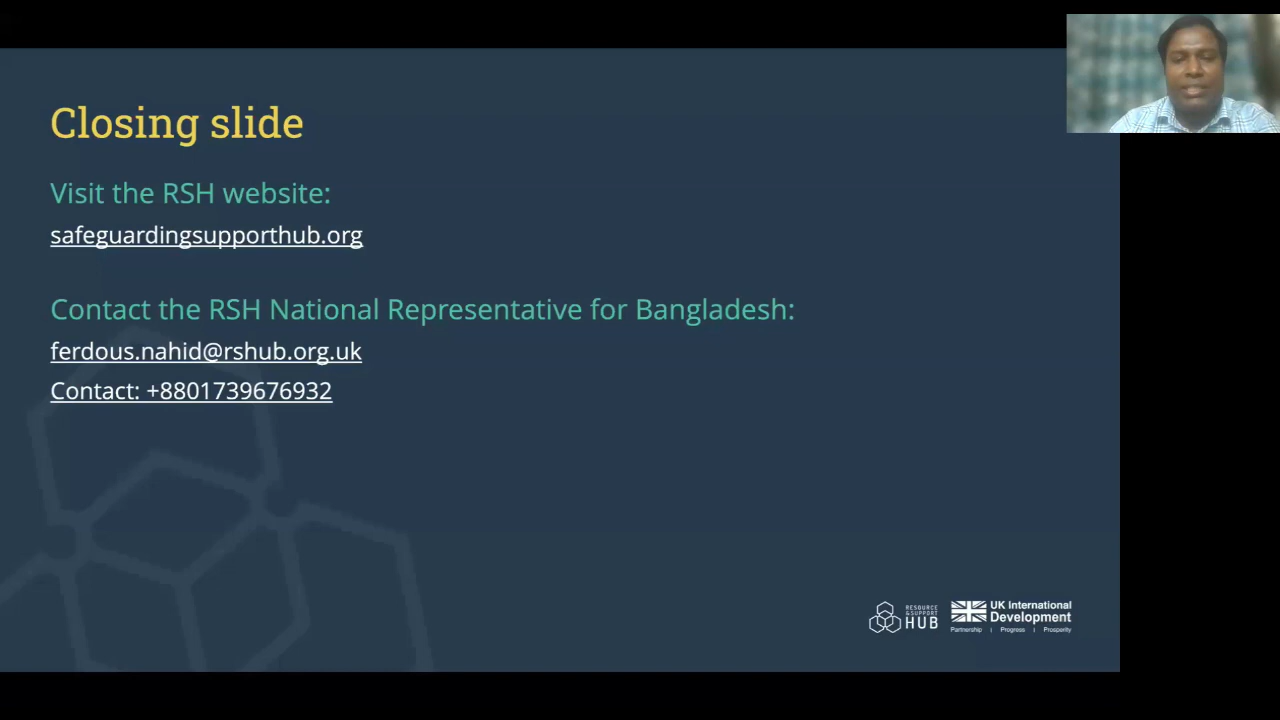 Closing slide
Visit the RSH website:
safeguardingsupporthub.org
Contact the RSH National Representative for Bangladesh:
ferdous.nahid@rshub.org.uk
Contact: +8801739676932
RESOURCE
&SUPPORT
HUB
UK International
Development
Partnership | Progress | Prosperity